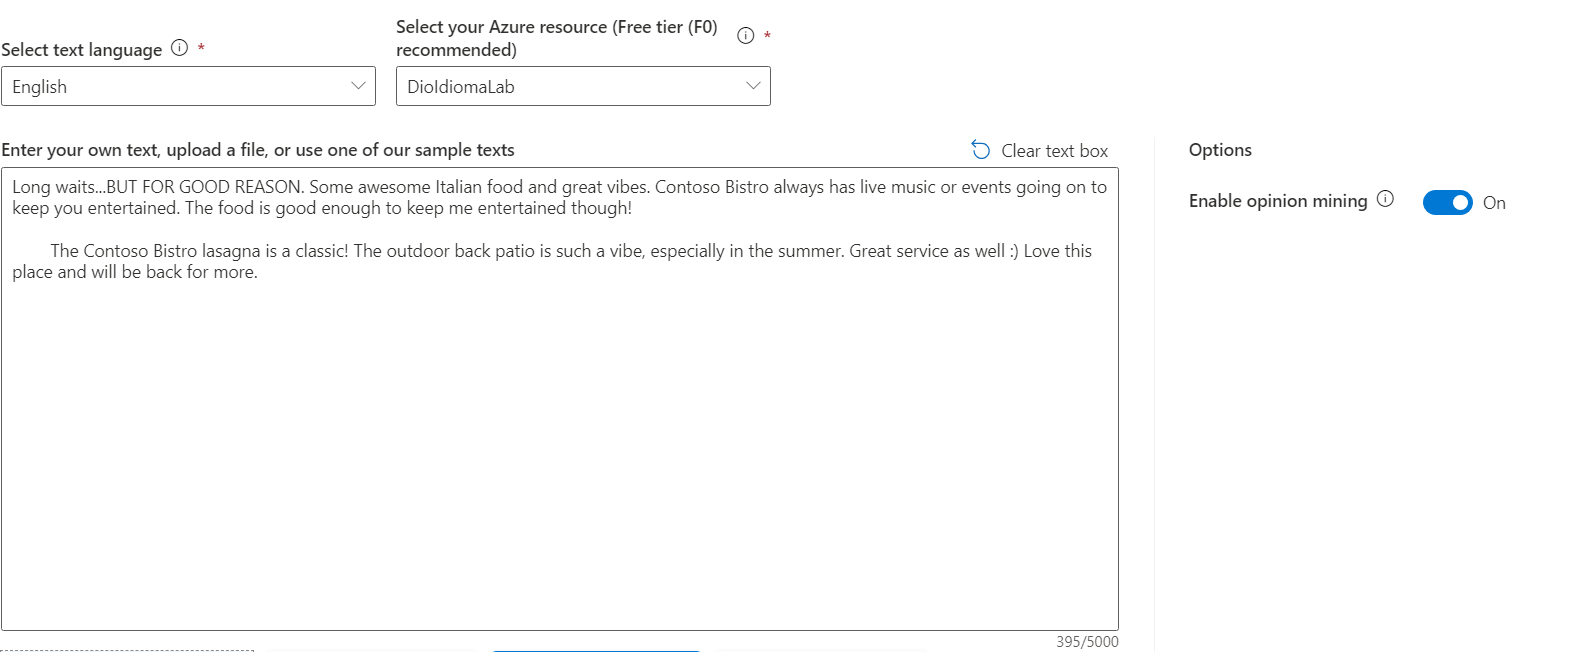 Select your Azure resource (Free tier (F0)
recommended) *
Select text language *
English
DioIdiomaLab
Enter your own text, upload a file, or use one of our sample texts
Clear text box
Long waits...BUT FOR GOOD REASON. Some awesome Italian food and great vibes. Contoso Bistro always has live music or events going on to
keep you entertained. The food is good enough to keep me entertained though!
The Contoso Bistro lasagna is a classic! The outdoor back patio is such a vibe, especially in the summer. Great service as well :) Love this
place and will be back for more.
395/5000
Options
Enable opinion mining
On